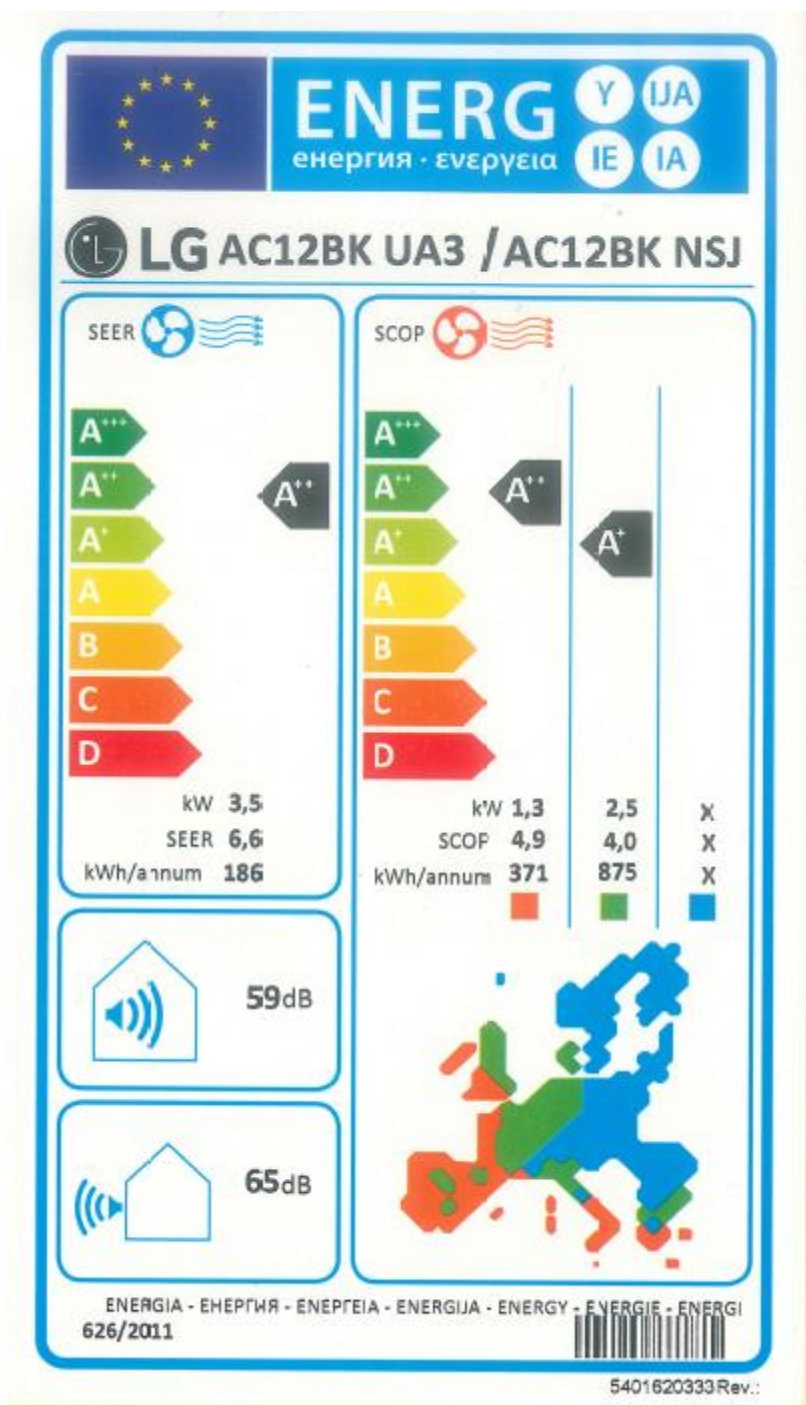 ENERG Y IJA
енергия · ενεργεια IE IA
LG AC12BK UA3 / AC12BK NSJ
SEER
A+++
A++
A+
A
B
C
D
A++
kW 3,5
SEER 6,6
kWh/annum 186
SCOP
A+++
A++
A+
A
B
C
D
A++
A+
kW 1,3 2,5 X
SCOP 4,9 4,0 X
kWh/annum 371 875 X
59dB
65dB
ENERGIA - ЕНЕРГИЯ - ΕΝΕΡΓΕΙΑ - ENERGIJA - ENERGY - ENERGIE - ENERGI
626/2011
5401620333Rev.: